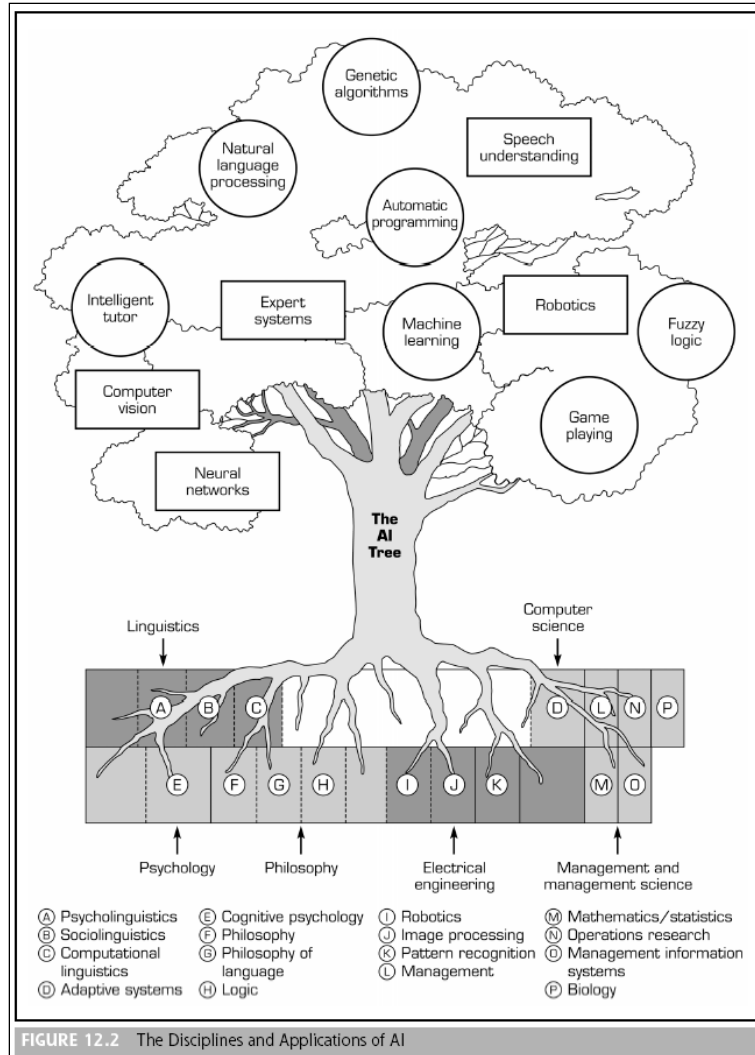 Genetic
algorithms
Speech
understanding
Natural
language
processing
Automatic
programming
Intelligent
tutor
Expert
systems
Machine
learning
Robotics
Fuzzy
logic
Computer
vision
Game
playing
Neural
networks
The
AI
Tree
Linguistics
Computer
science
A B C D L N P
E F G H I J K M O
Psychology
Philosophy
Electrical
engineering
Management and
management science
A Psycholinguistics
B Sociolinguistics
C Computational
linguistics
D Adaptive systems
E Cognitive psychology
F Philosophy
G Philosophy of
language
H Logic
I Robotics
J Image processing
K Pattern recognition
L Management
M Mathematics/statistics
N Operations research
O Management information
systems
P Biology
FIGURE 12.2 The Disciplines and Applications of AI